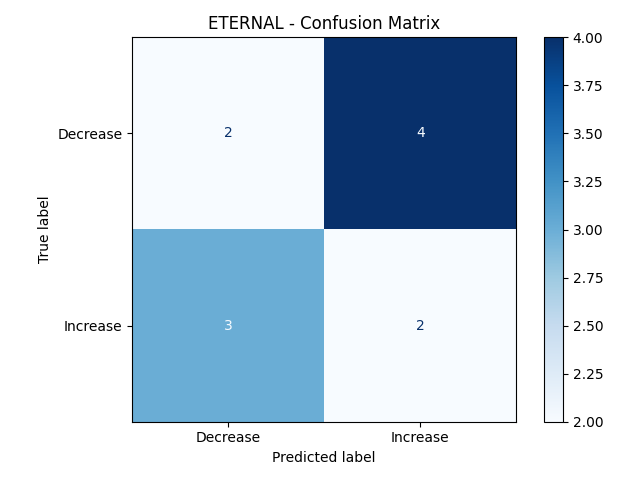 ETERNAL - Confusion Matrix
True label
Decrease
2
4
Increase
3
2
Decrease
Increase
Predicted label
4.00
3.75
3.50
3.25
3.00
2.75
2.50
2.25
2.00